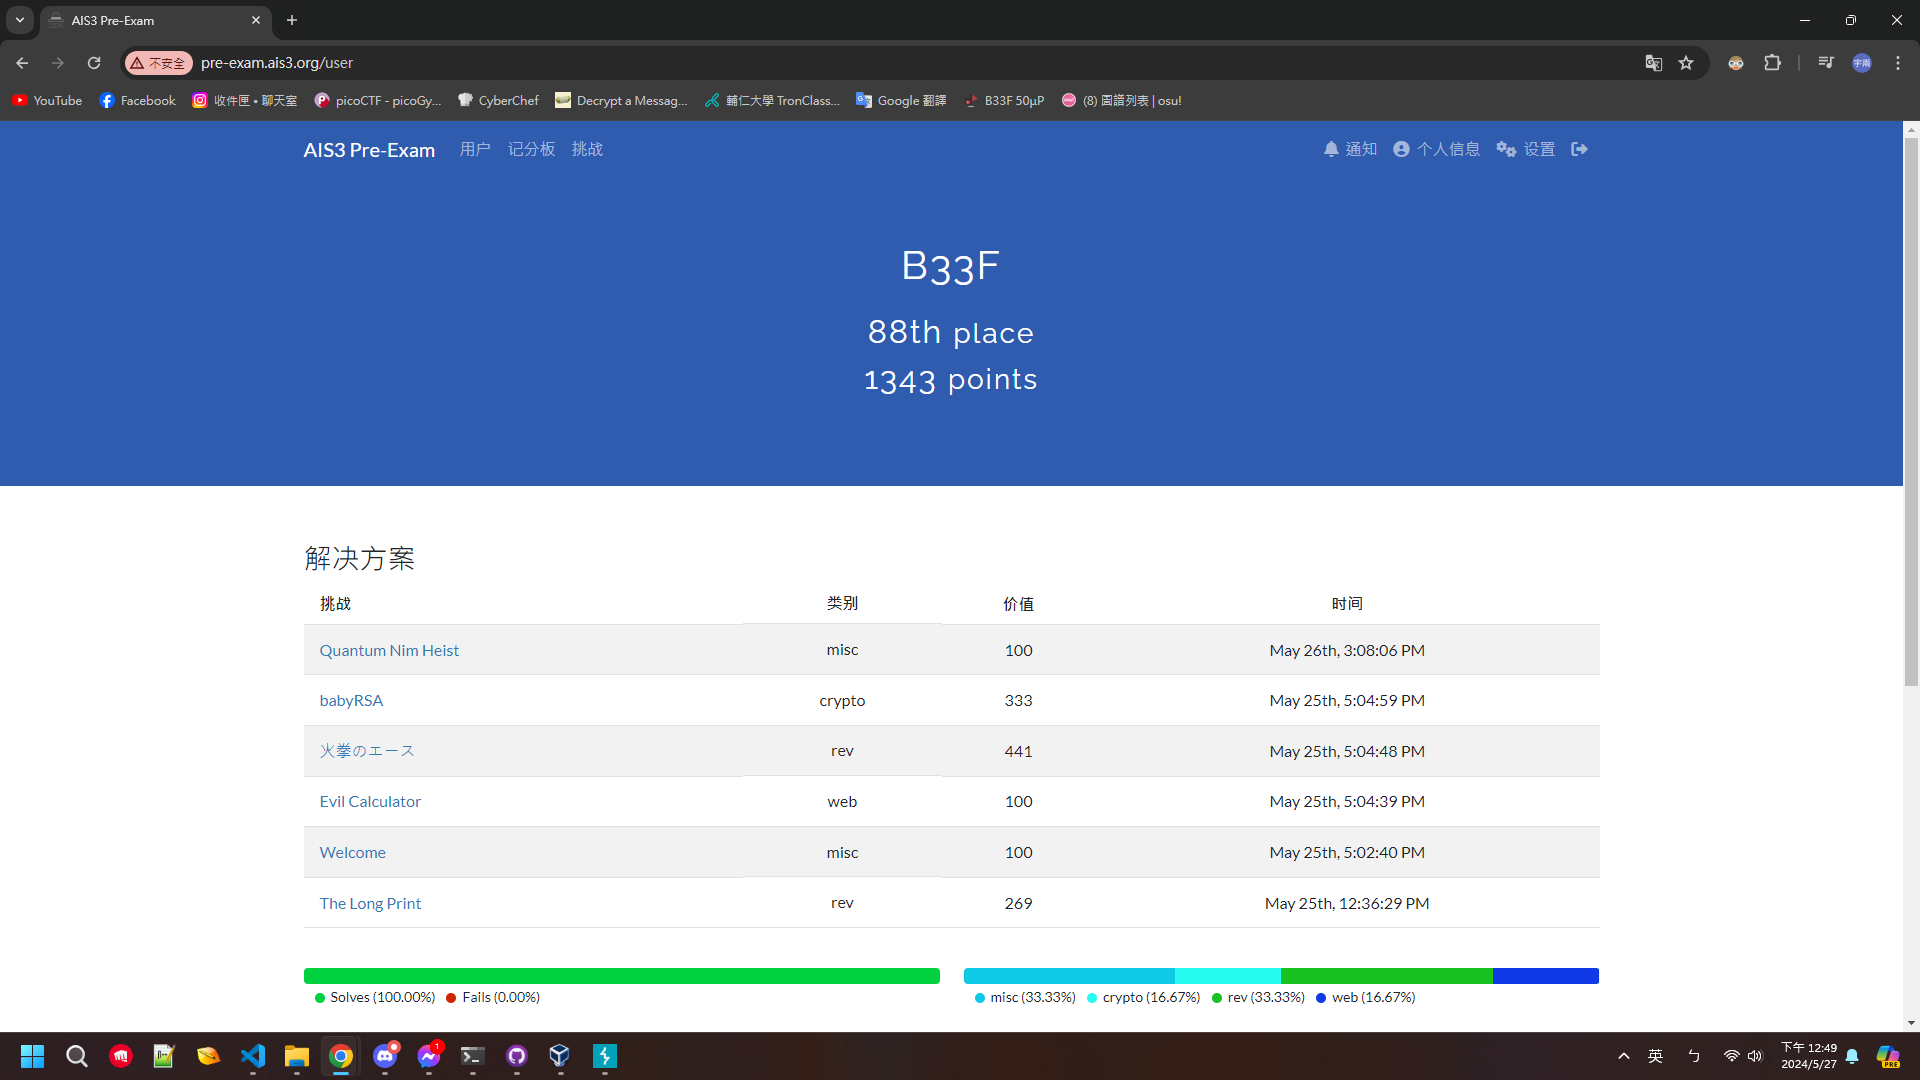 AIS3 Pre-Exam
不安全
pre-exam.ais3.org/user
宇兩
YouTube Facebook 收件匣 • 聊天室 picoCTF - picoGy... CyberChef Decrypt a Messag... 輔仁大學 TronClass... Google 翻譯 B33F 50µP (8) 圖譜列表 | osu!
AIS3 Pre-Exam 用户 记分板 挑战 通知 个人信息 设置
B33F
88th place
1343 points
解决方案
挑战 类别 价值 时间
Quantum Nim Heist misc 100 May 26th, 3:08:06 PM
babyRSA crypto 333 May 25th, 5:04:59 PM
火拳のエース rev 441 May 25th, 5:04:48 PM
Evil Calculator web 100 May 25th, 5:04:39 PM
Welcome misc 100 May 25th, 5:02:40 PM
The Long Print rev 269 May 25th, 12:36:29 PM
Solves (100.00%) Fails (0.00%) misc (33.33%) crypto (16.67%) rev (33.33%) web (16.67%)
1
英 ㄅ 下午 12:49
2024/5/27
PRE